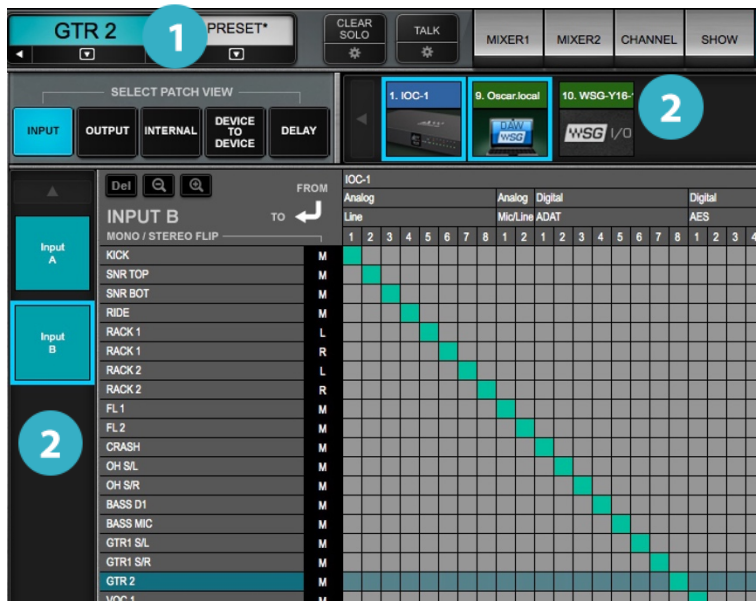 GTR 2
1
PRESET*
CLEAR SOLO
TALK
MIXER1
MIXER2
CHANNEL
SHOW
SELECT PATCH VIEW
INPUT
OUTPUT
INTERNAL
DEVICE TO DEVICE
DELAY
1. IOC-1
9. Oscar.local
DAW
WSG
10. WSG-Y16-
WSG I/O
2
Del
FROM
INPUT B
TO
MONO / STEREO FLIP
IOC-1
Analog Analog Digital Digital
Line Mic/Line ADAT AES
1 2 3 4 5 6 7 8 1 2 1 2 3 4 5 6 7 8 1 2 3 4
Input A
Input B
2
KICK M
SNR TOP M
SNR BOT M
RIDE M
RACK 1 L
RACK 1 R
RACK 2 L
RACK 2 R
FL 1 M
FL 2 M
CRASH M
OH S/L M
OH S/R M
BASS D1 M
BASS MIC M
GTR1 S/L M
GTR1 S/R M
GTR 2 M
VOC 1 M